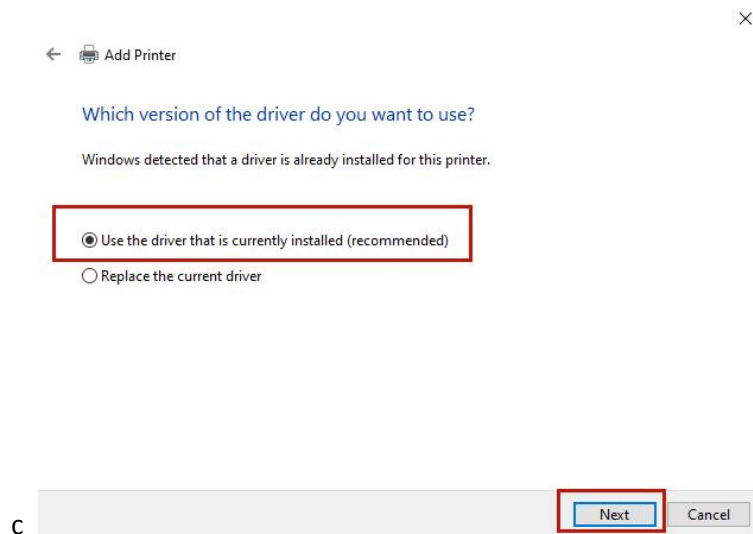 Add Printer
Which version of the driver do you want to use?
Windows detected that a driver is already installed for this printer.
Use the driver that is currently installed (recommended)
Replace the current driver
Next Cancel
c